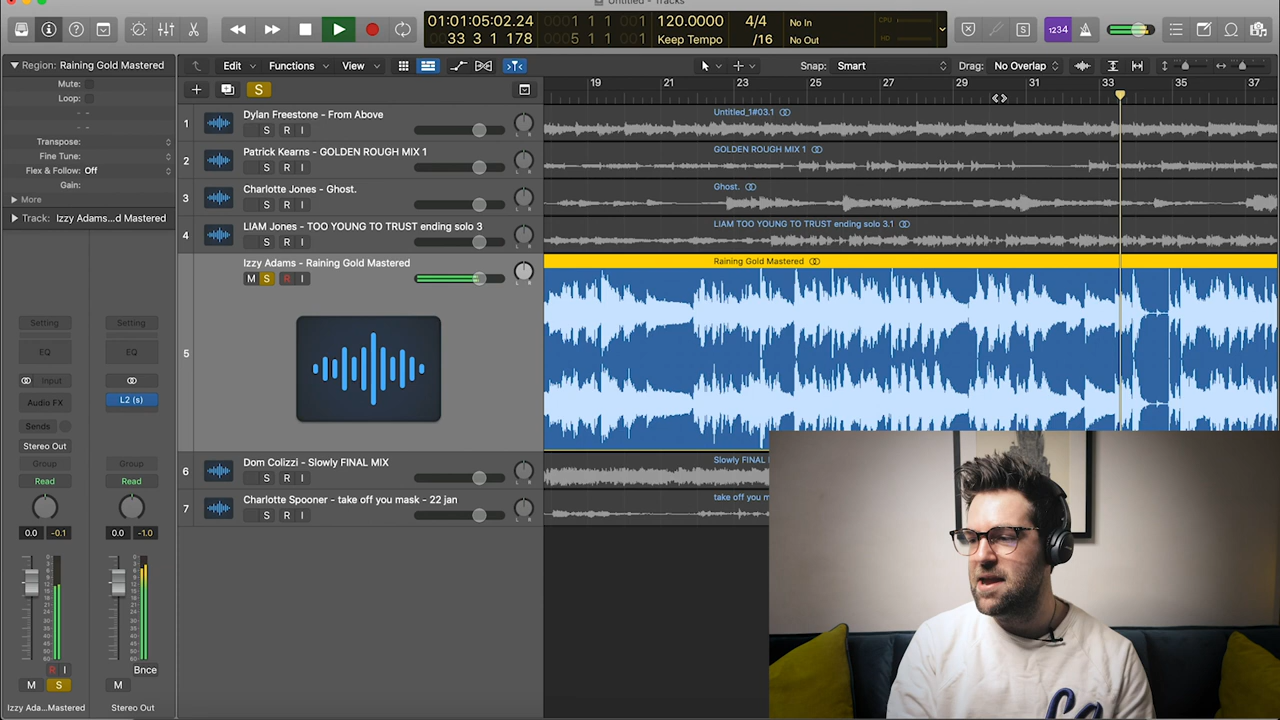 Untitled - Tracks
01:01:05:02.24
33 3 1 178
1 1 1
5 1 1 1
120.0000
Keep Tempo
4/4
/16
No In
No Out
CPU
HD
1234
Region: Raining Gold Mastered
Mute:
Loop:
Transpose:
Fine Tune:
Flex & Follow: Off
Gain:
More
Track: Izzy Adams...d Mastered
Edit
Functions
View
Snap: Smart
Drag: No Overlap
S
19
21
23
25
27
29
31
33
35
37
1
Dylan Freestone - From Above
S R I
Untitled_1#03.1
2
Patrick Kearns - GOLDEN ROUGH MIX 1
S R I
GOLDEN ROUGH MIX 1
3
Charlotte Jones - Ghost.
S R I
Ghost.
4
LIAM Jones - TOO YOUNG TO TRUST ending solo 3
S R I
LIAM TOO YOUNG TO TRUST ending solo 3.1
5
Izzy Adams - Raining Gold Mastered
M S R I
Raining Gold Mastered
6
Dom Colizzi - Slowly FINAL MIX
S R I
Slowly FINAL
7
Charlotte Spooner - take off you mask - 22 jan
S R I
take off you m
Setting
Setting
EQ
EQ
Input
Audio FX
L2 (s)
Sends
Stereo Out
Group
Group
Read
Read
0.0
-0.1
0.0
-1.0
R I
Bnce
M S
M
Izy Ada...Mastered
Stereo Out